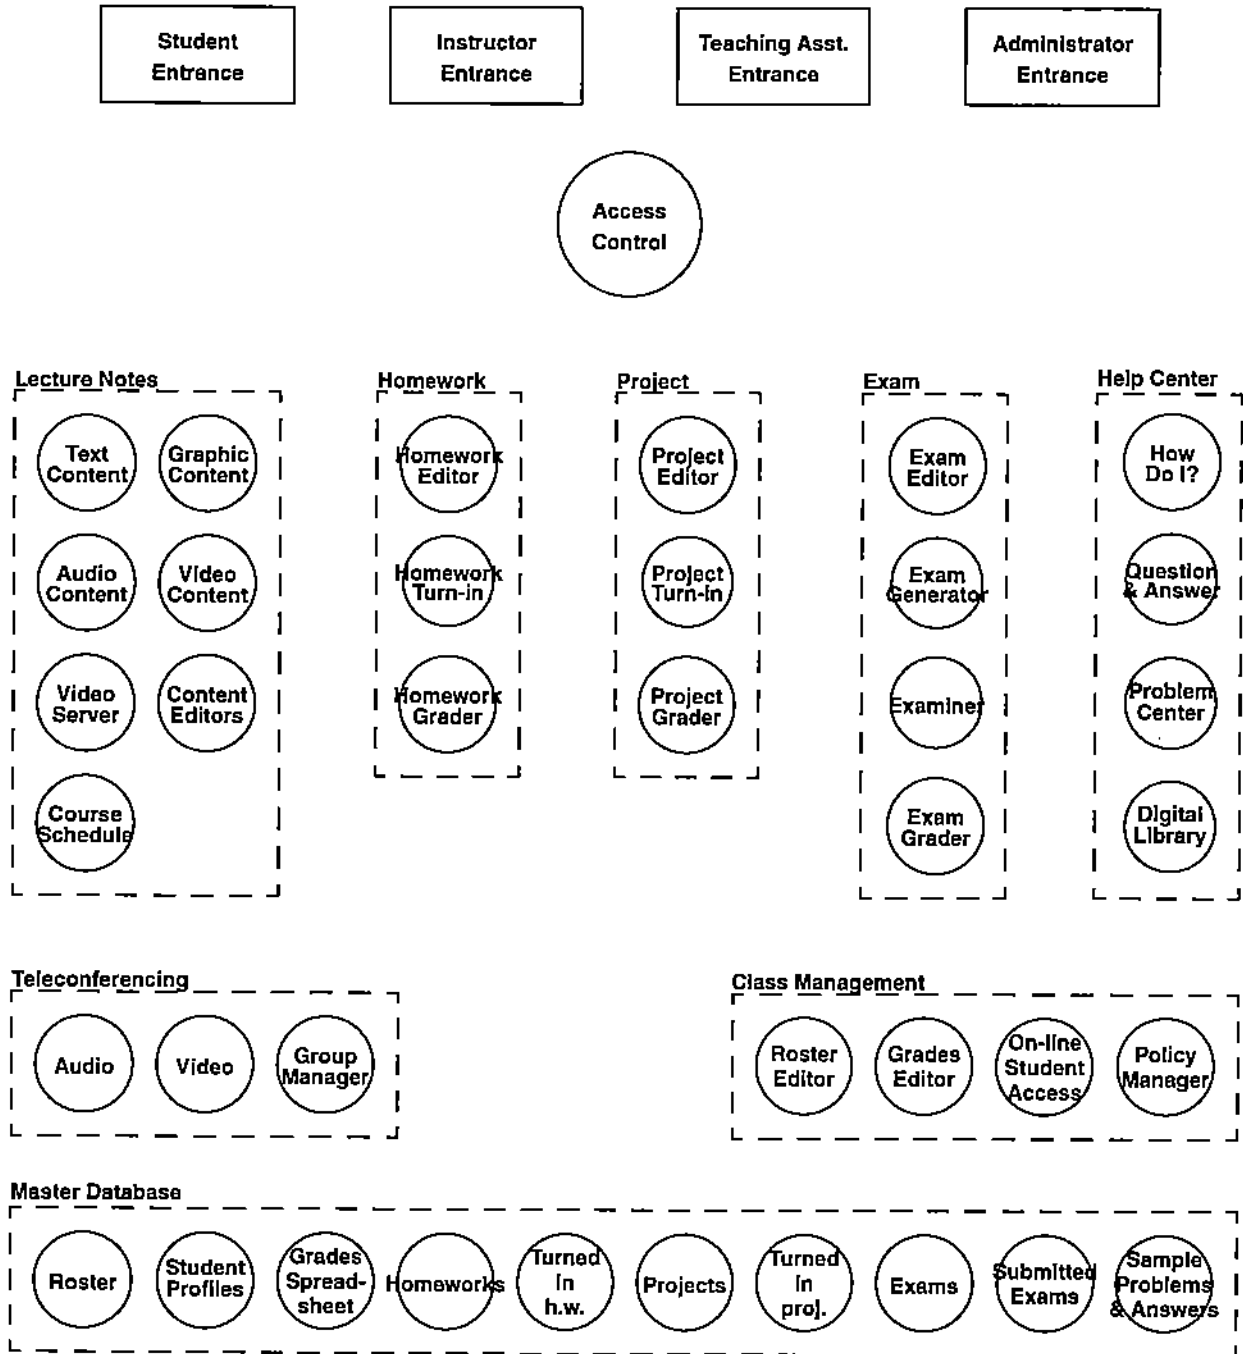 Student
Entrance
Instructor
Entrance
Teaching Asst.
Entrance
Administrator
Entrance
Access
Control
Lecture Notes
Text
Content
Graphic
Content
Audio
Content
Video
Content
Video
Server
Content
Editors
Course
Schedule
Homework
Homework
Editor
Homework
Turn-in
Homework
Grader
Project
Project
Editor
Project
Turn-in
Project
Grader
Exam
Exam
Editor
Exam
Generator
Examiner
Exam
Grader
Help Center
How
Do I?
Question
& Answer
Problem
Center
Digital
Library
Teleconferencing
Audio
Video
Group
Manager
Class Management
Roster
Editor
Grades
Editor
On-line
Student
Access
Policy
Manager
Master Database
Roster
Student
Profiles
Grades
Spread-
sheet
Homeworks
Turned
in
h.w.
Projects
Turned
in
proj.
Exams
Submitted
Exams
Sample
Problems
& Answers